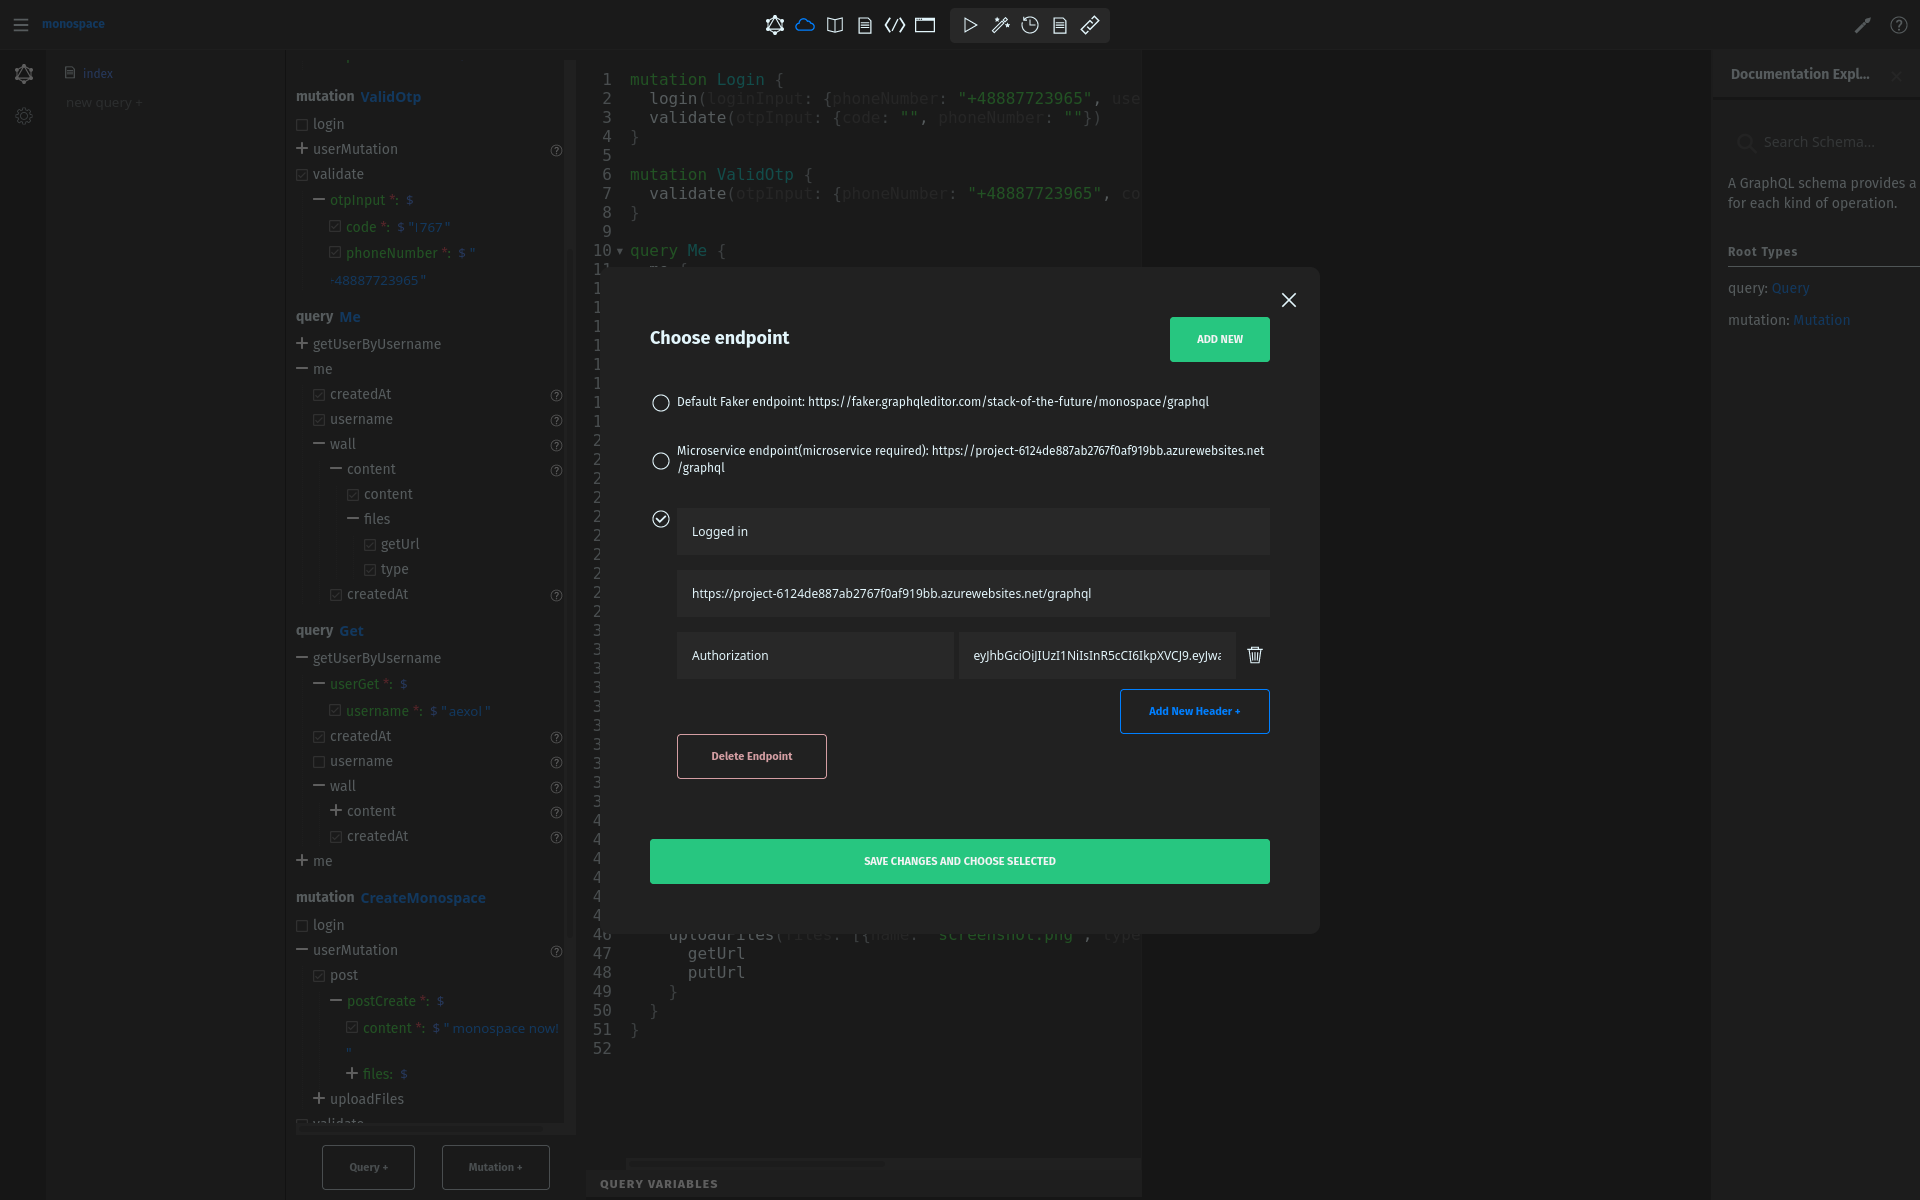 monospace
index
new query +
mutation ValidOtp
login
userMutation
validate
otpInput *: $
code *: $ "1767"
phoneNumber *: $ "
48887723965"
query Me
getUserByUsername
me
createdAt
username
wall
content
content
files
getUrl
type
createdAt
query Get
getUserByUsername
userGet *: $
username *: $ "aexol"
createdAt
username
wall
content
createdAt
me
mutation CreateMonospace
login
userMutation
post
postCreate *: $
content *: $ "monospace now!
"
files: $
uploadFiles
validate
Query +
Mutation +
1 mutation Login {
2 login(loginInput: {phoneNumber: "+48887723965", use
3 validate(otpInput: {code: "", phoneNumber: ""})
4 }
5
6 mutation ValidOtp {
7 validate(otpInput: {phoneNumber: "+48887723965", co
8 }
9
10 query Me {
46 uploadFiles(files: [{name: "screenshot.png", type
47 getUrl
48 putUrl
49 }
50 }
51 }
52
QUERY VARIABLES
Choose endpoint
ADD NEW
Default Faker endpoint: https://faker.graphqleditor.com/stack-of-the-future/monospace/graphql
Microservice endpoint(microservice required): https://project-6124de887ab2767f0af919bb.azurewebsites.net
/graphql
Logged in
https://project-6124de887ab2767f0af919bb.azurewebsites.net/graphql
Authorization
eyJhbGciOiJIUzI1NiIsInR5cCI6IkpXVCJ9.eyJwa
Add New Header +
Delete Endpoint
SAVE CHANGES AND CHOOSE SELECTED
Documentation Expl...
Search Schema...
A GraphQL schema provides a
for each kind of operation.
Root Types
query: Query
mutation: Mutation